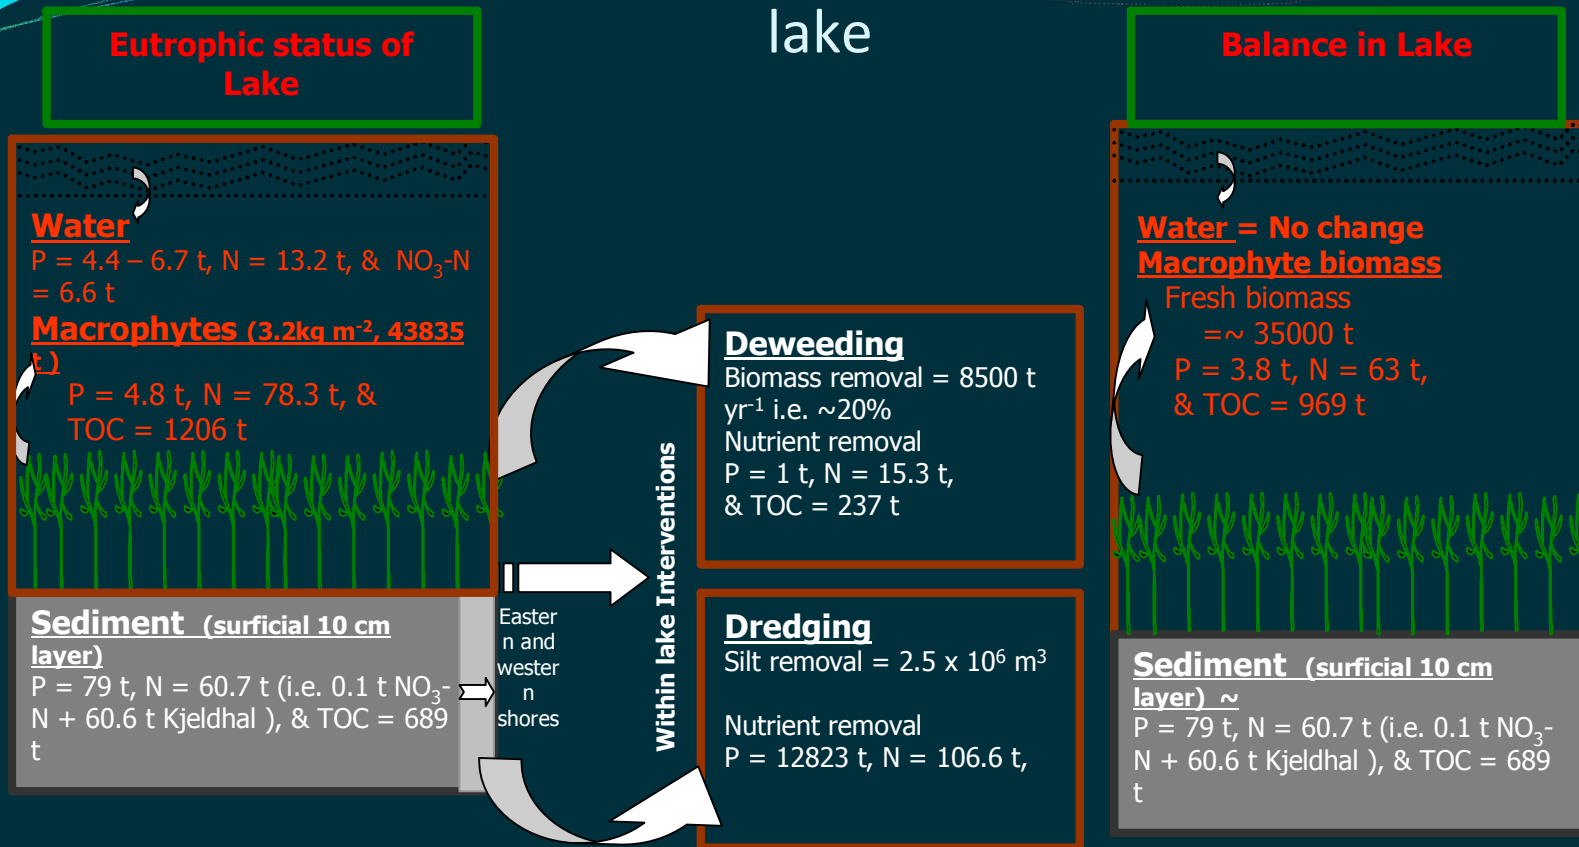 lake
Eutrophic status of
Lake
Water
P = 4.4 – 6.7 t, N = 13.2 t, & NO₃-N
= 6.6 t
Macrophytes (3.2kg m⁻², 43835
t )
P = 4.8 t, N = 78.3 t, &
TOC = 1206 t
Sediment (surficial 10 cm
layer)
P = 79 t, N = 60.7 t (i.e. 0.1 t NO₃-
N + 60.6 t Kjeldhal ), & TOC = 689
t
Easter
n and
wester
n
shores
Within lake Interventions
Deweeding
Biomass removal = 8500 t
yr⁻¹ i.e. ~20%
Nutrient removal
P = 1 t, N = 15.3 t,
& TOC = 237 t
Dredging
Silt removal = 2.5 x 10⁶ m³
Nutrient removal
P = 12823 t, N = 106.6 t,
Balance in Lake
Water = No change
Macrophyte biomass
Fresh biomass
=~ 35000 t
P = 3.8 t, N = 63 t,
& TOC = 969 t
Sediment (surficial 10 cm
layer) ~
P = 79 t, N = 60.7 t (i.e. 0.1 t NO₃-
N + 60.6 t Kjeldhal ), & TOC = 689
t